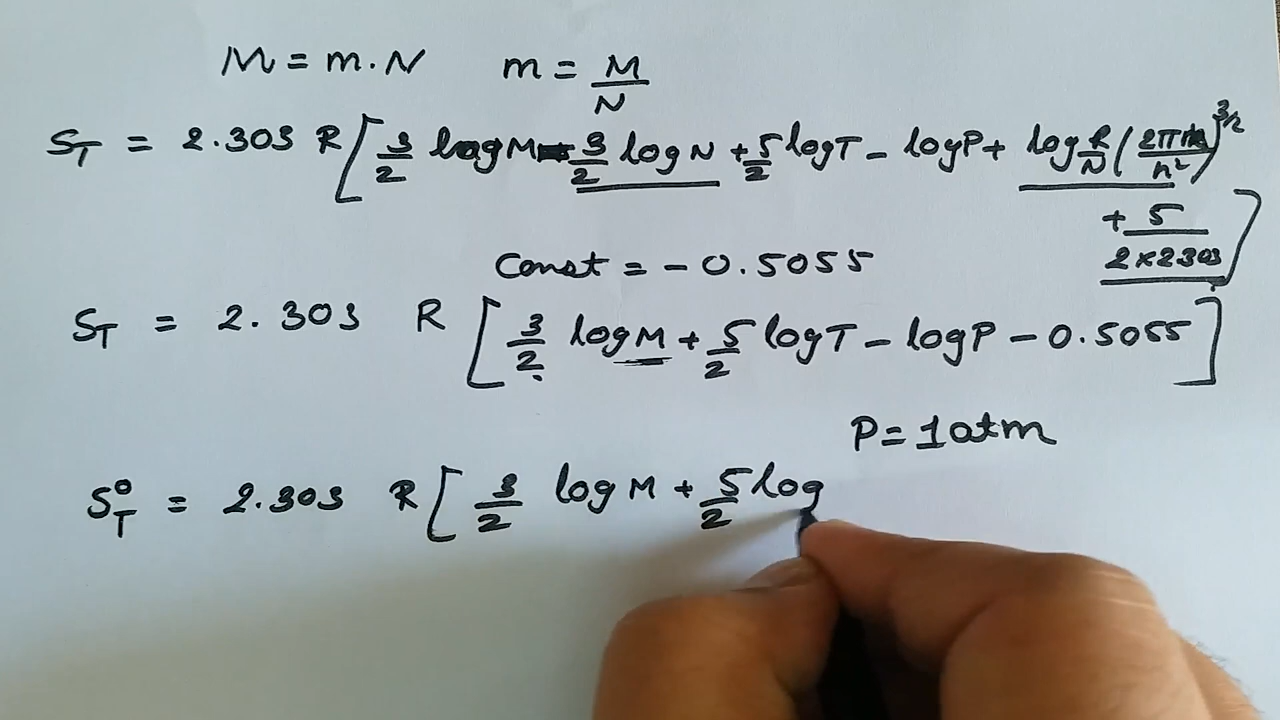 M = m.N m = M/N
S_T = 2.303 R [ 3/2 log M - 3/2 log N + 5/2 log T - log P + log R/N (2πk/h²)^3/2
+ 5/(2×2.303) ]
Const = - 0.5055
S_T = 2.303 R [ 3/2 log M + 5/2 log T - log P - 0.5055 ]
P = 1 atm
S°_T = 2.303 R [ 3/2 log M + 5/2 log